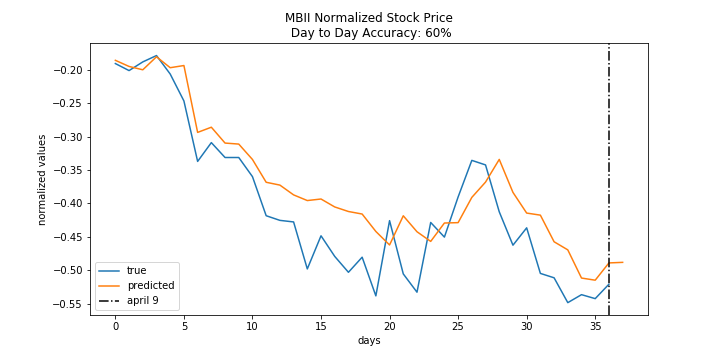 MBII Normalized Stock Price
Day to Day Accuracy: 60%
normalized values
−0.20
−0.25
−0.30
−0.35
−0.40
−0.45
−0.50
−0.55
true
predicted
april 9
0 5 10 15 20 25 30 35
days